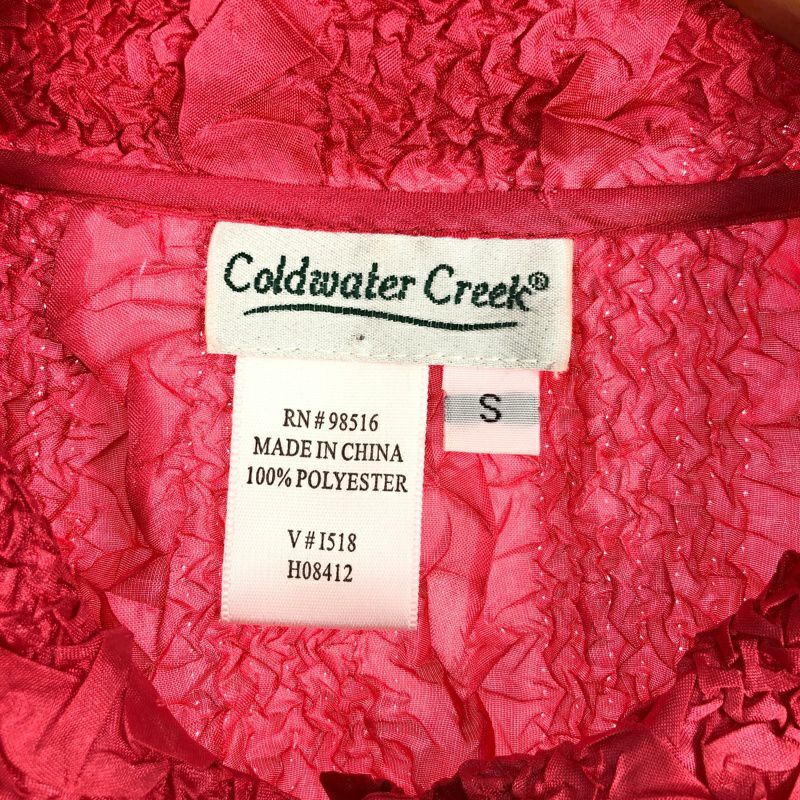 Coldwater Creek®
S
RN # 98516
MADE IN CHINA
100% POLYESTER
V # I518
H08412